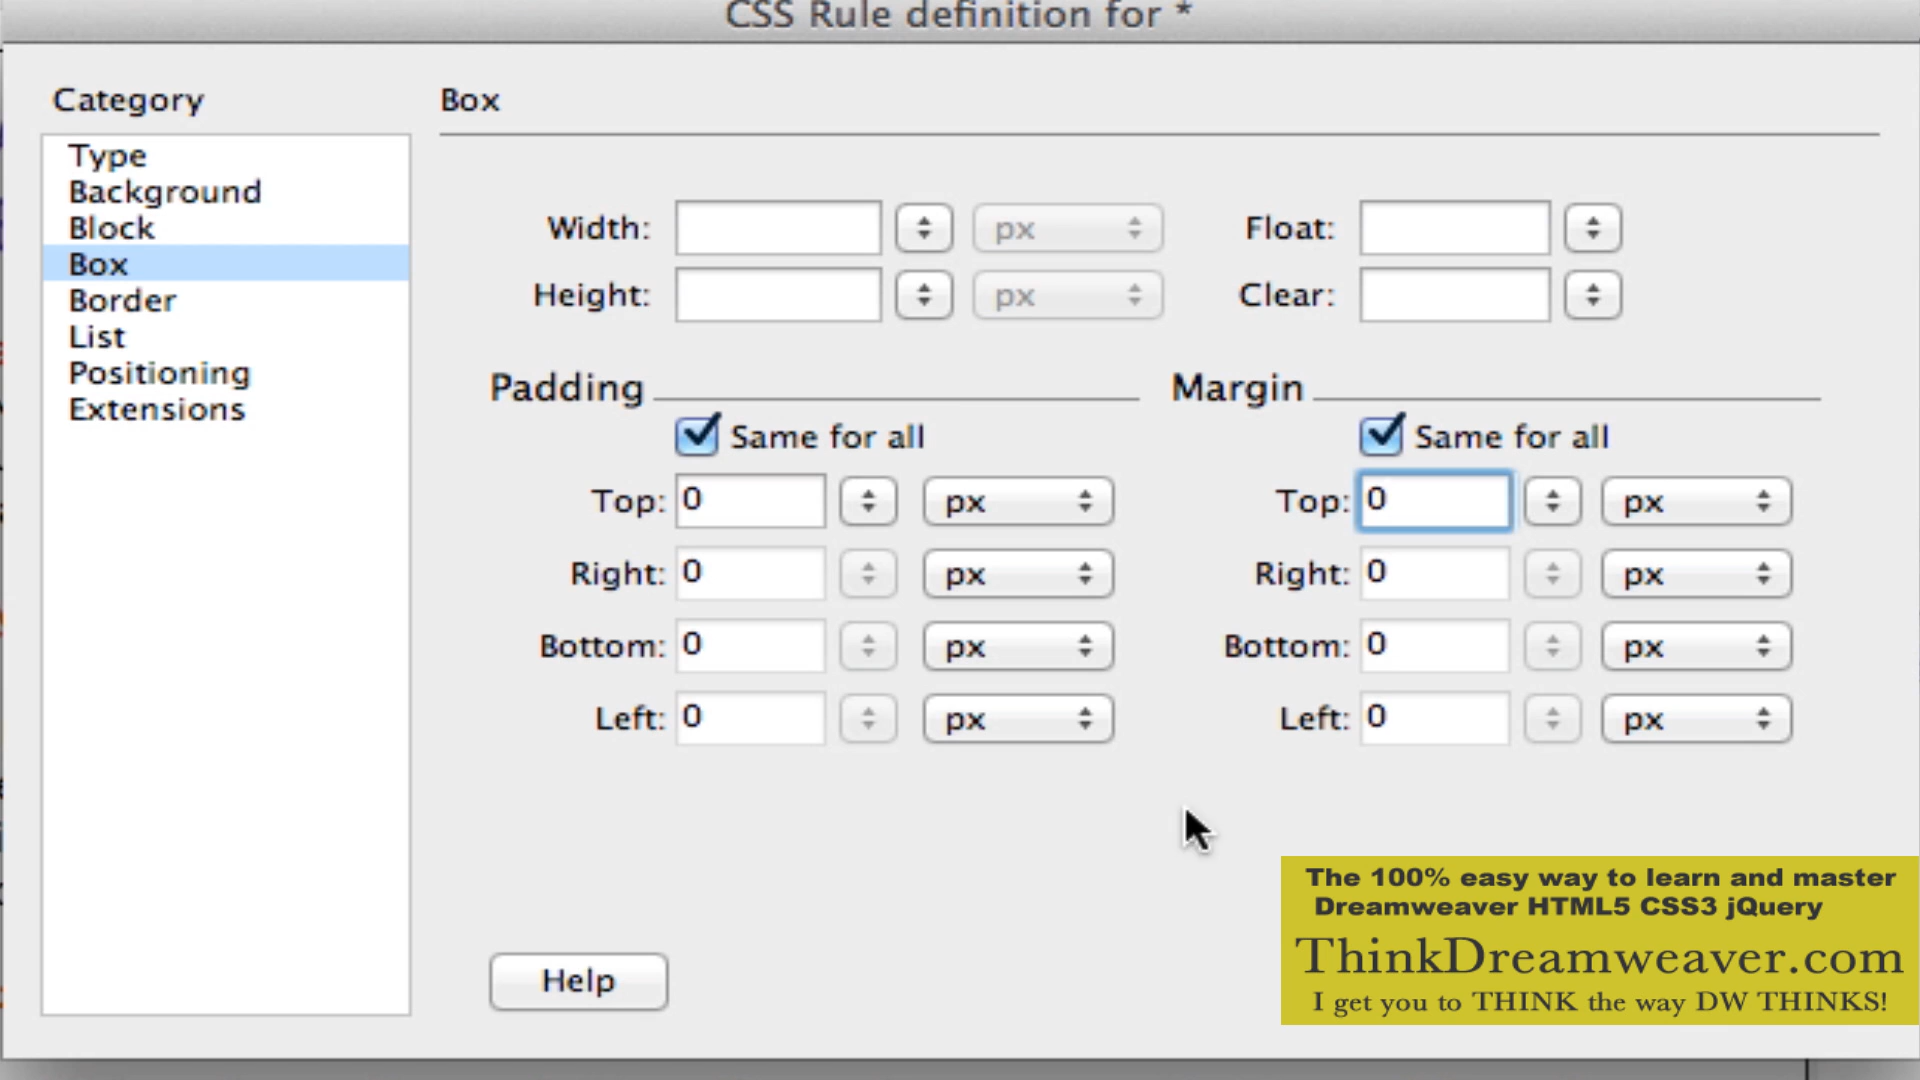 CSS Rule definition for *
Category
Type
Background
Block
Box
Border
List
Positioning
Extensions
Box
Width: px Float:
Height: px Clear:
Padding Margin
Same for all Same for all
Top: 0 px Top: 0 px
Right: 0 px Right: 0 px
Bottom: 0 px Bottom: 0 px
Left: 0 px Left: 0 px
Help
The 100% easy way to learn and master
Dreamweaver HTML5 CSS3 jQuery
ThinkDreamweaver.com
I get you to THINK the way DW THINKS!